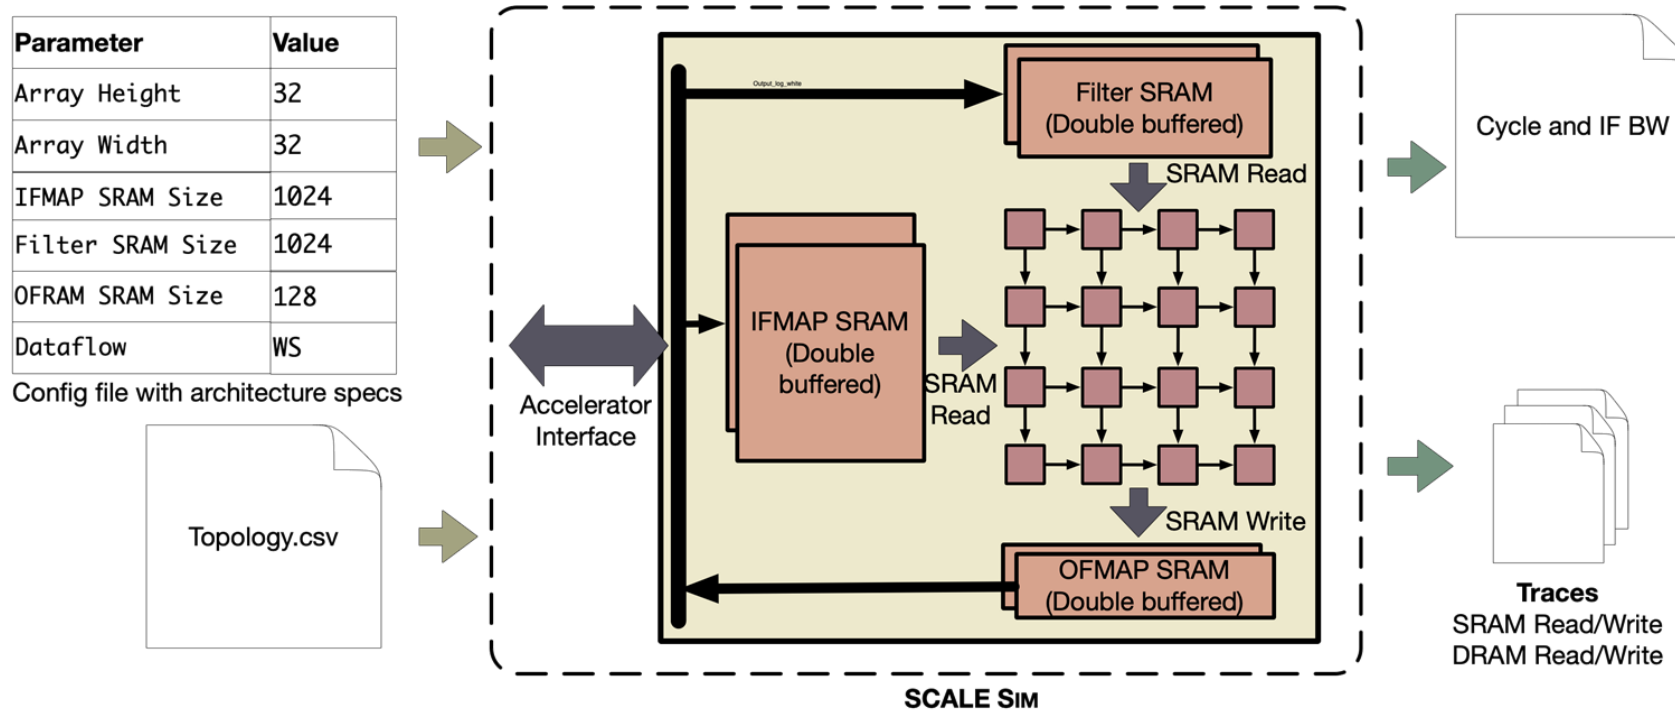 Parameter Value
Array Height 32
Array Width 32
IFMAP SRAM Size 1024
Filter SRAM Size 1024
OFRAM SRAM Size 128
Dataflow WS
Config file with architecture specs
Topology.csv
Output_log_white
Filter SRAM
(Double buffered)
SRAM Read
IFMAP SRAM
(Double
buffered)
SRAM
Read
Accelerator
Interface
SRAM Write
OFMAP SRAM
(Double buffered)
SCALE SIM
Cycle and IF BW
Traces
SRAM Read/Write
DRAM Read/Write